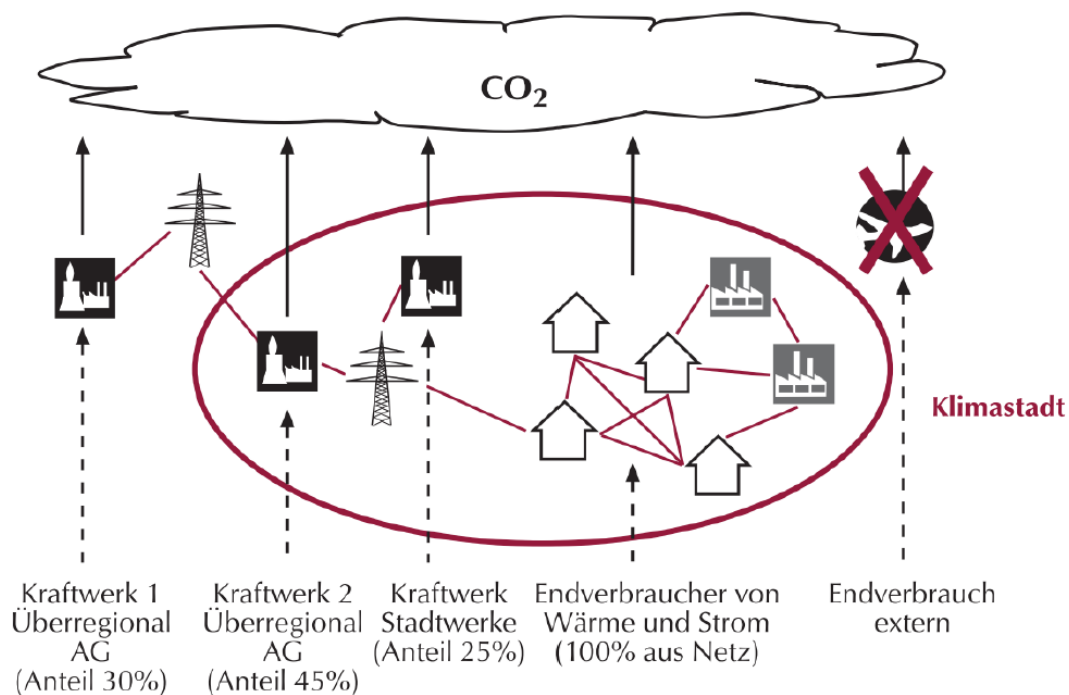 CO₂
Klimastadt
Kraftwerk 1
Überregional
AG
(Anteil 30%)
Kraftwerk 2
Überregional
AG
(Anteil 45%)
Kraftwerk
Stadtwerke
(Anteil 25%)
Endverbraucher von
Wärme und Strom
(100% aus Netz)
Endverbrauch
extern